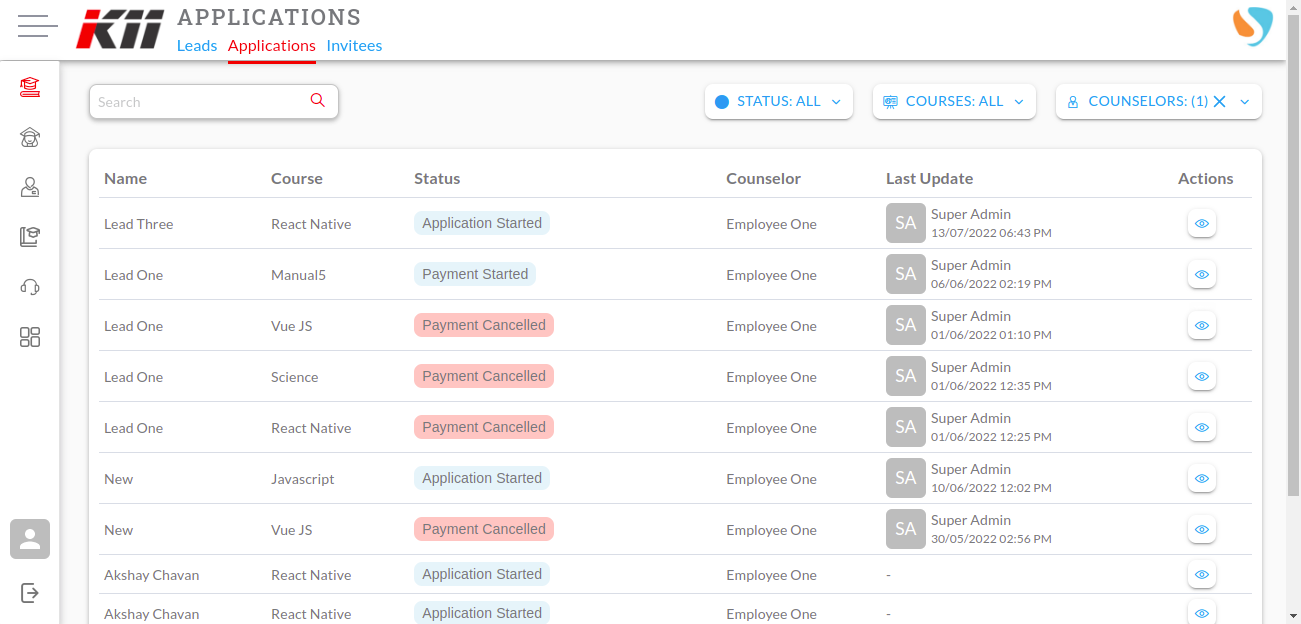 KII APPLICATIONS
Leads Applications Invitees
Search STATUS: ALL COURSES: ALL COUNSELORS: (1)
Name Course Status Counselor Last Update Actions
Lead Three React Native Application Started Employee One SA Super Admin
13/07/2022 06:43 PM
Lead One Manual5 Payment Started Employee One SA Super Admin
06/06/2022 02:19 PM
Lead One Vue JS Payment Cancelled Employee One SA Super Admin
01/06/2022 01:10 PM
Lead One Science Payment Cancelled Employee One SA Super Admin
01/06/2022 12:35 PM
Lead One React Native Payment Cancelled Employee One SA Super Admin
01/06/2022 12:25 PM
New Javascript Application Started Employee One SA Super Admin
10/06/2022 12:02 PM
New Vue JS Payment Cancelled Employee One SA Super Admin
30/05/2022 02:56 PM
Akshay Chavan React Native Application Started Employee One -
Akshay Chavan React Native Application Started Employee One -